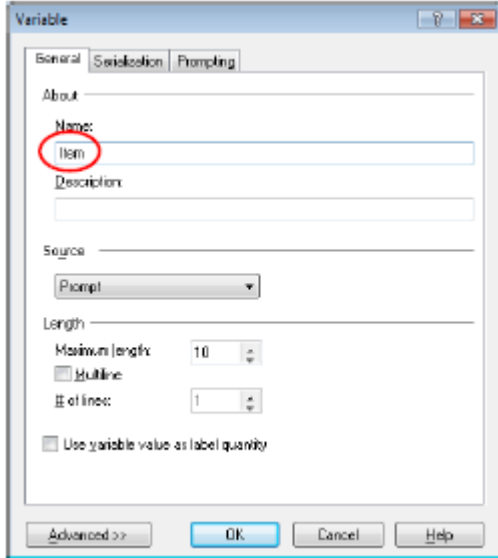 Variable
General Serialisation Prompting
About
Name:
Item
Description:
Source
Prompt
Length
Maximum length: 10
Multiline
# of lines: 1
Use variable value as label quantity
Advanced >> OK Cancel Help